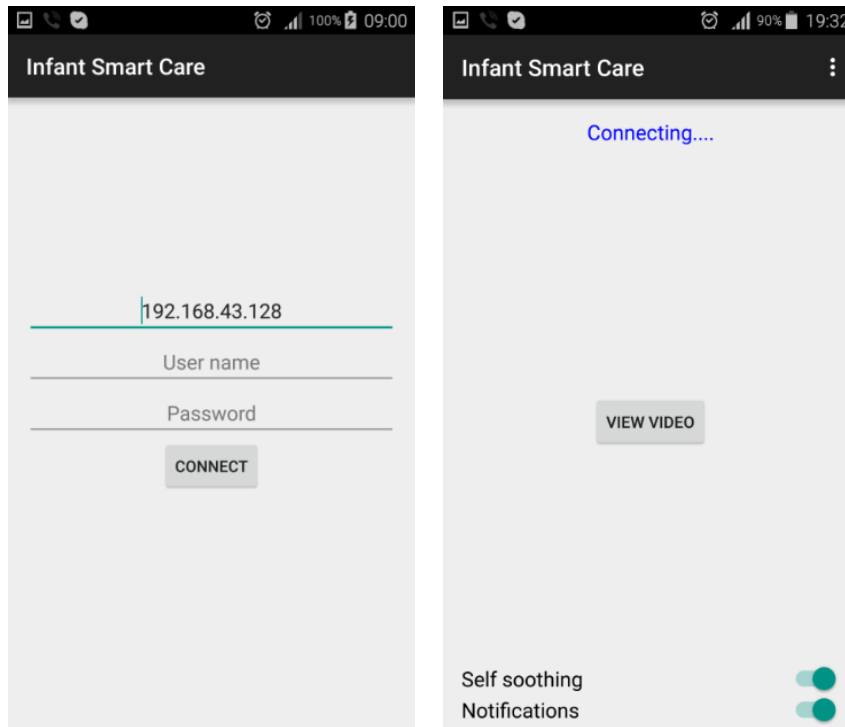 100% 09:00
Infant Smart Care
192.168.43.128
User name
Password
CONNECT
90% 19:32
Infant Smart Care
Connecting....
VIEW VIDEO
Self soothing
Notifications